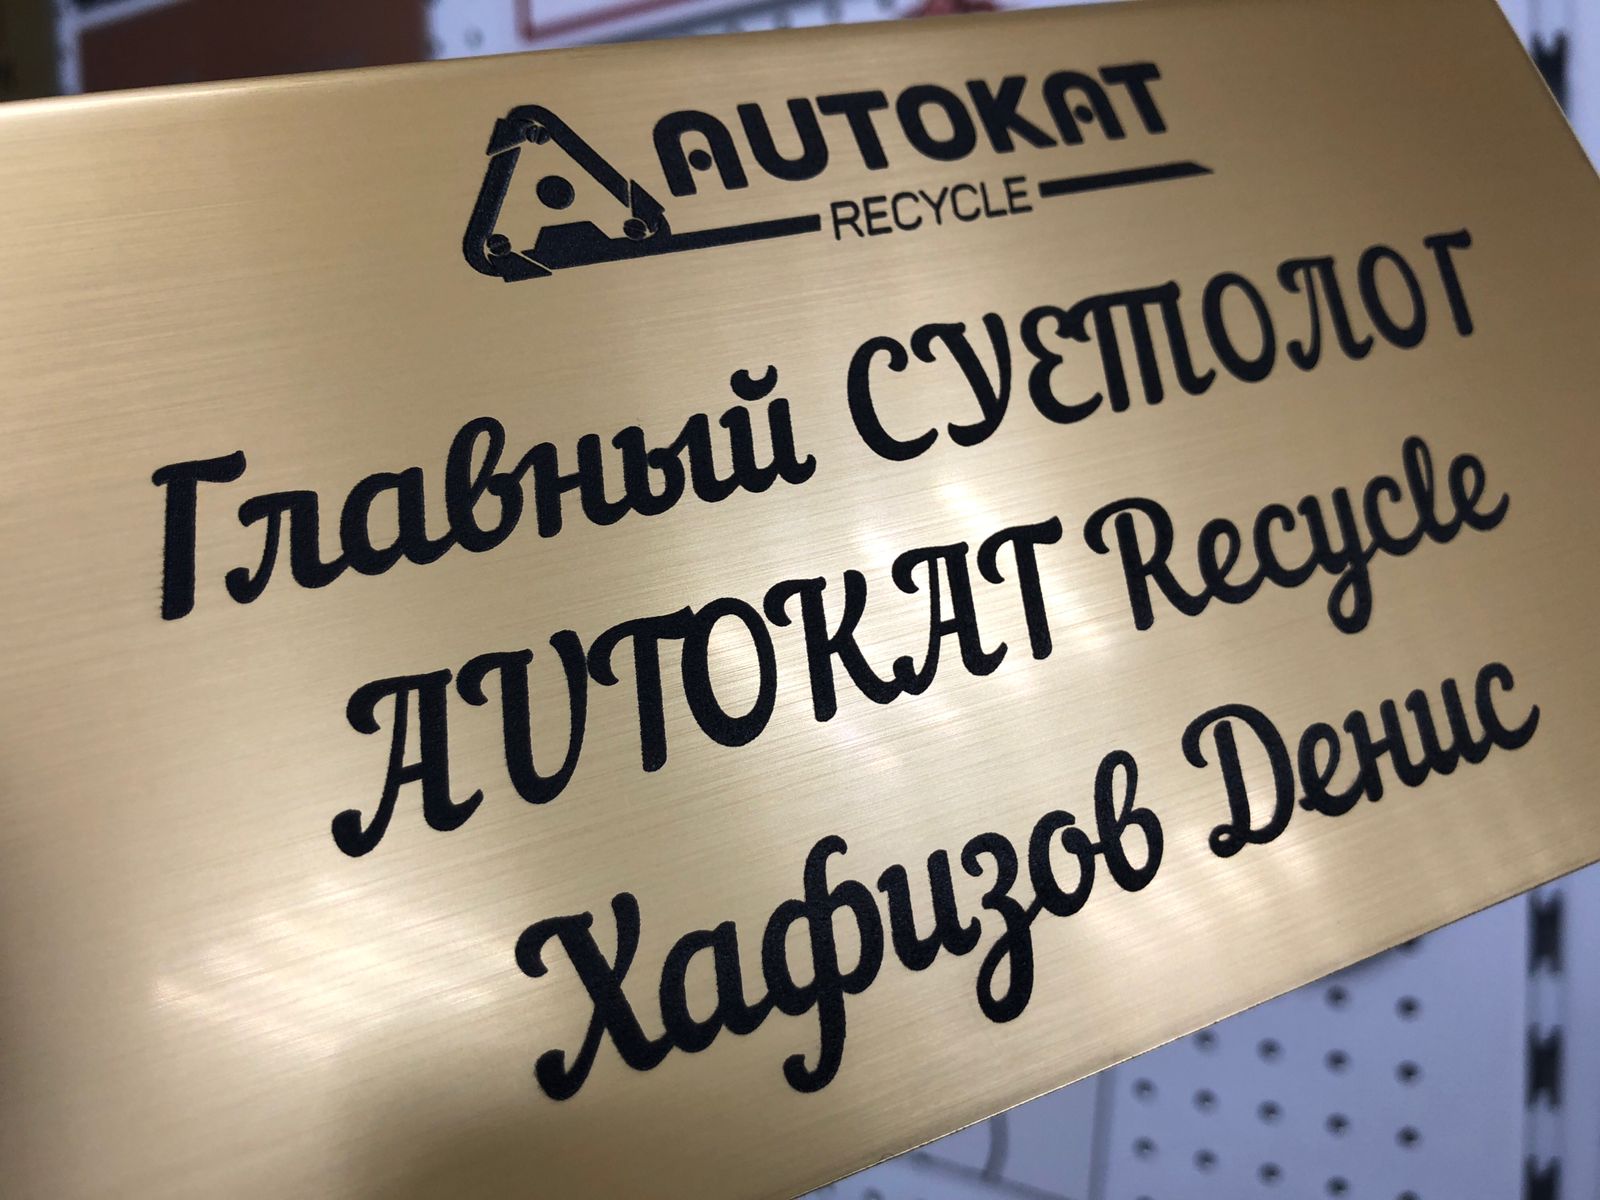 AUTOKAT
RECYCLE
Главный СУЕТОЛОГ
AUTOKAT Recycle
Хафизов Денис